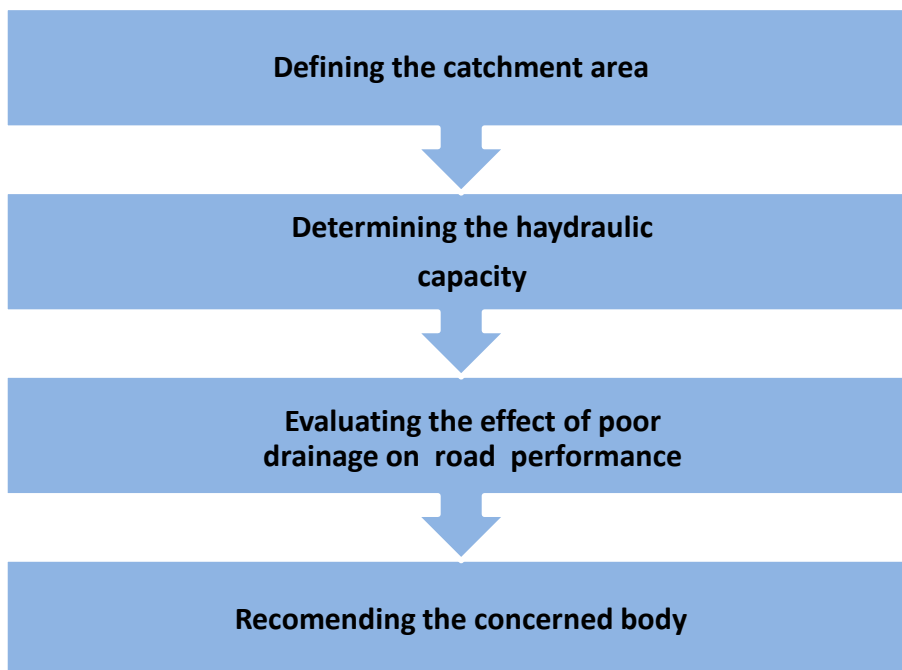 Defining the catchment area
Determining the haydraulic
capacity
Evaluating the effect of poor
drainage on road performance
Recomending the concerned body